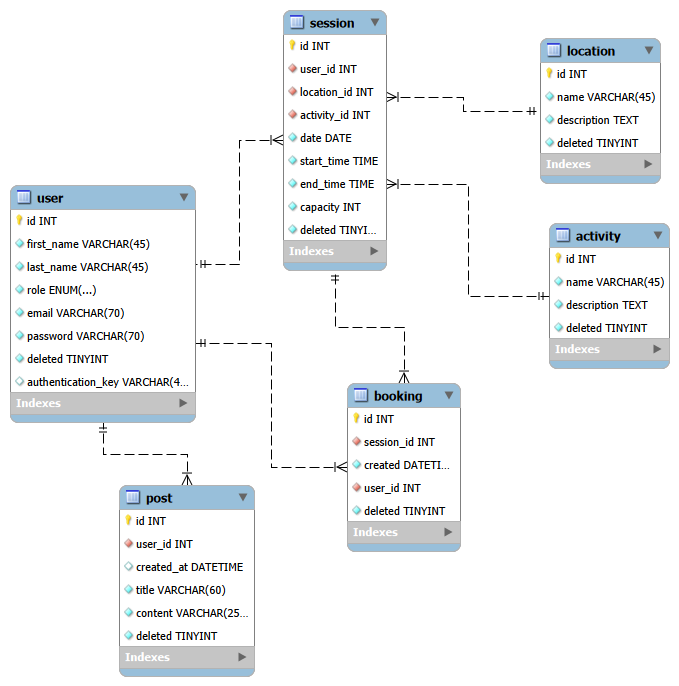 session
id INT
user_id INT
location_id INT
activity_id INT
date DATE
start_time TIME
end_time TIME
capacity INT
deleted TINYI...
Indexes
location
id INT
name VARCHAR(45)
description TEXT
deleted TINYINT
Indexes
user
id INT
first_name VARCHAR(45)
last_name VARCHAR(45)
role ENUM(...)
email VARCHAR(70)
password VARCHAR(70)
deleted TINYINT
authentication_key VARCHAR(4...
Indexes
activity
id INT
name VARCHAR(45)
description TEXT
deleted TINYINT
Indexes
booking
id INT
session_id INT
created DATETI...
user_id INT
deleted TINYINT
Indexes
post
id INT
user_id INT
created_at DATETIME
title VARCHAR(60)
content VARCHAR(25...
deleted TINYINT
Indexes